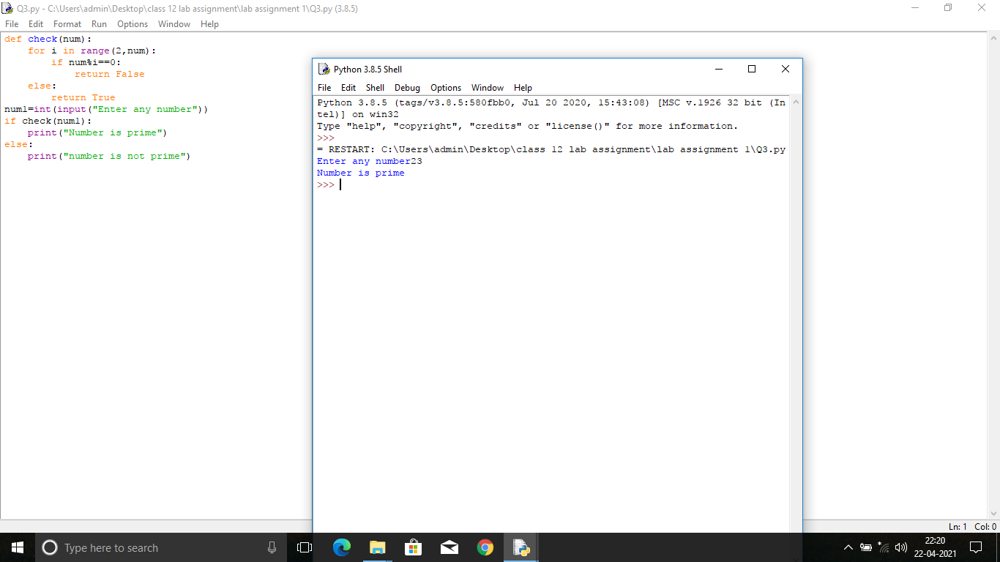 Q3.py - C:\Users\admin\Desktop\class 12 lab assignment\lab assignment 1\Q3.py (3.8.5)
File Edit Format Run Options Window Help
def check(num):
    for i in range(2,num):
        if num%i==0:
            return False
    else:
        return True
num1=int(input("Enter any number"))
if check(num1):
    print("Number is prime")
else:
    print("number is not prime")
Python 3.8.5 Shell
File Edit Shell Debug Options Window Help
Python 3.8.5 (tags/v3.8.5:580fbb0, Jul 20 2020, 15:43:08) [MSC v.1926 32 bit (In
tel)] on win32
Type "help", "copyright", "credits" or "license()" for more information.
>>>
= RESTART: C:\Users\admin\Desktop\class 12 lab assignment\lab assignment 1\Q3.py
Enter any number23
Number is prime
>>>
Ln: 1 Col: 0
Type here to search
22:20
22-04-2021